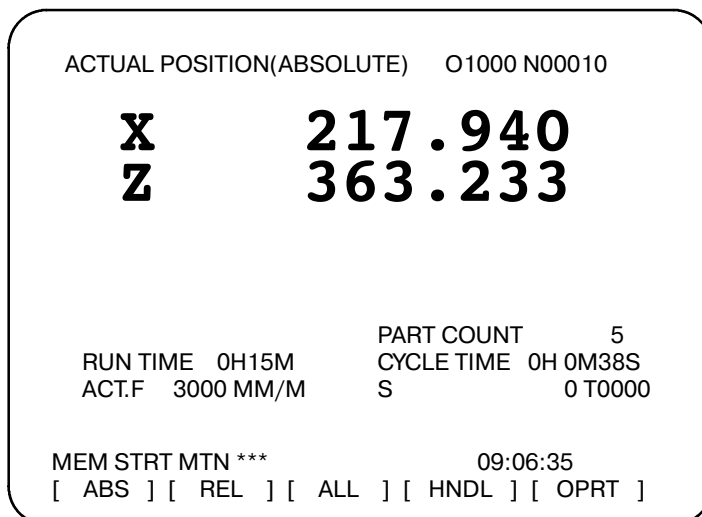 ACTUAL POSITION(ABSOLUTE) O1000 N00010
X 217.940
Z 363.233
PART COUNT 5
RUN TIME 0H15M CYCLE TIME 0H 0M38S
ACT.F 3000 MM/M S 0 T0000
MEM STRT MTN *** 09:06:35
[ ABS ] [ REL ] [ ALL ] [ HNDL ] [ OPRT ]